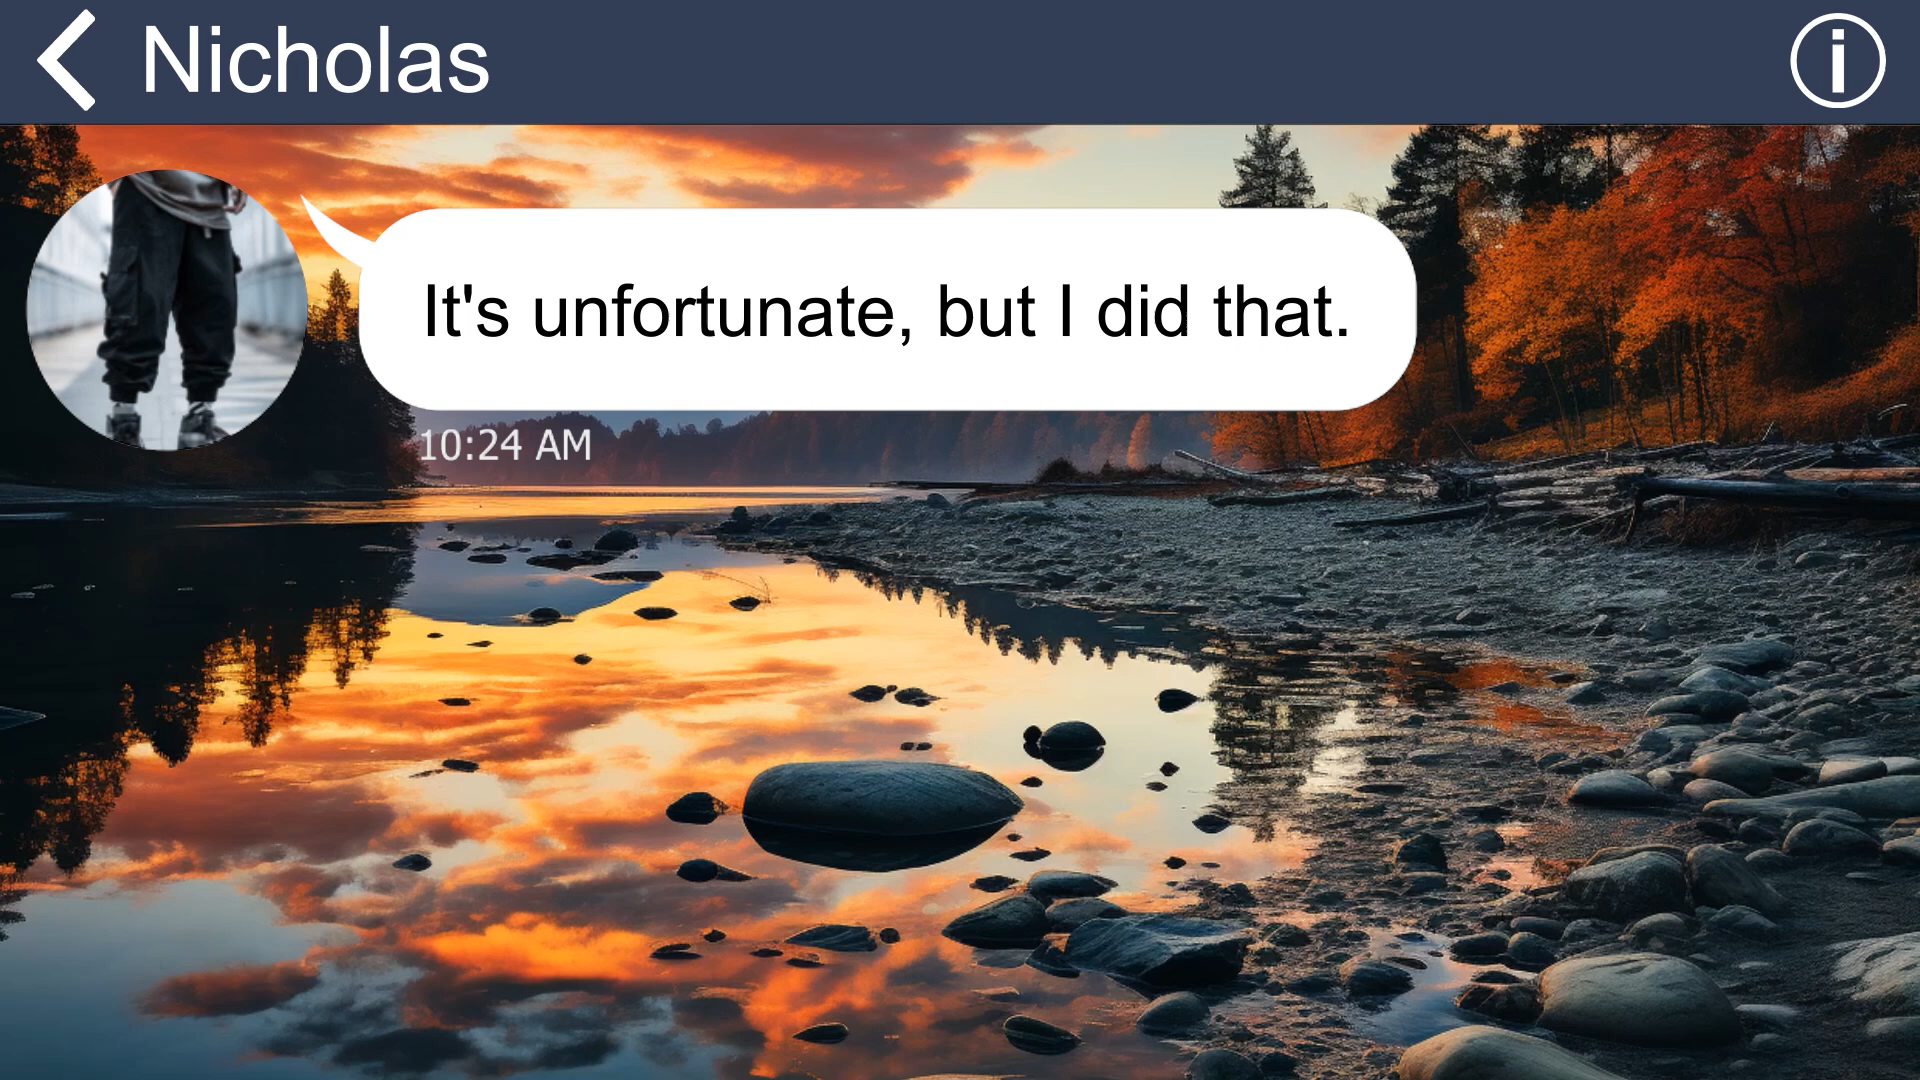 Nicholas
It's unfortunate, but I did that.
10:24 AM